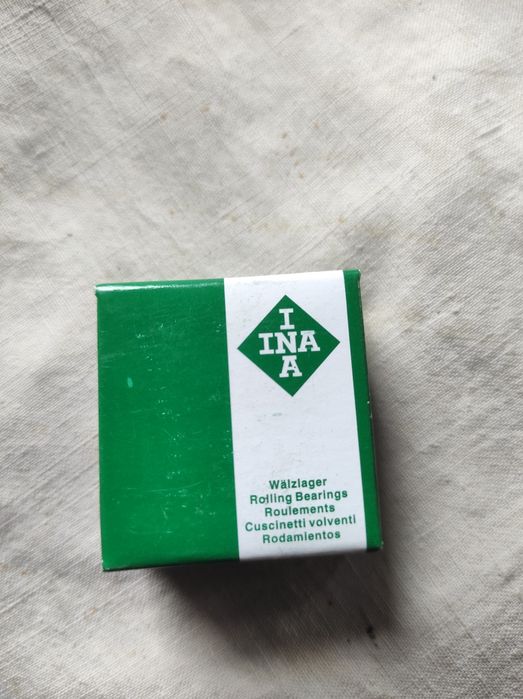 I
INA
A
Wälzlager
Rolling Bearings
Roulements
Cuscinetti volventi
Rodamientos